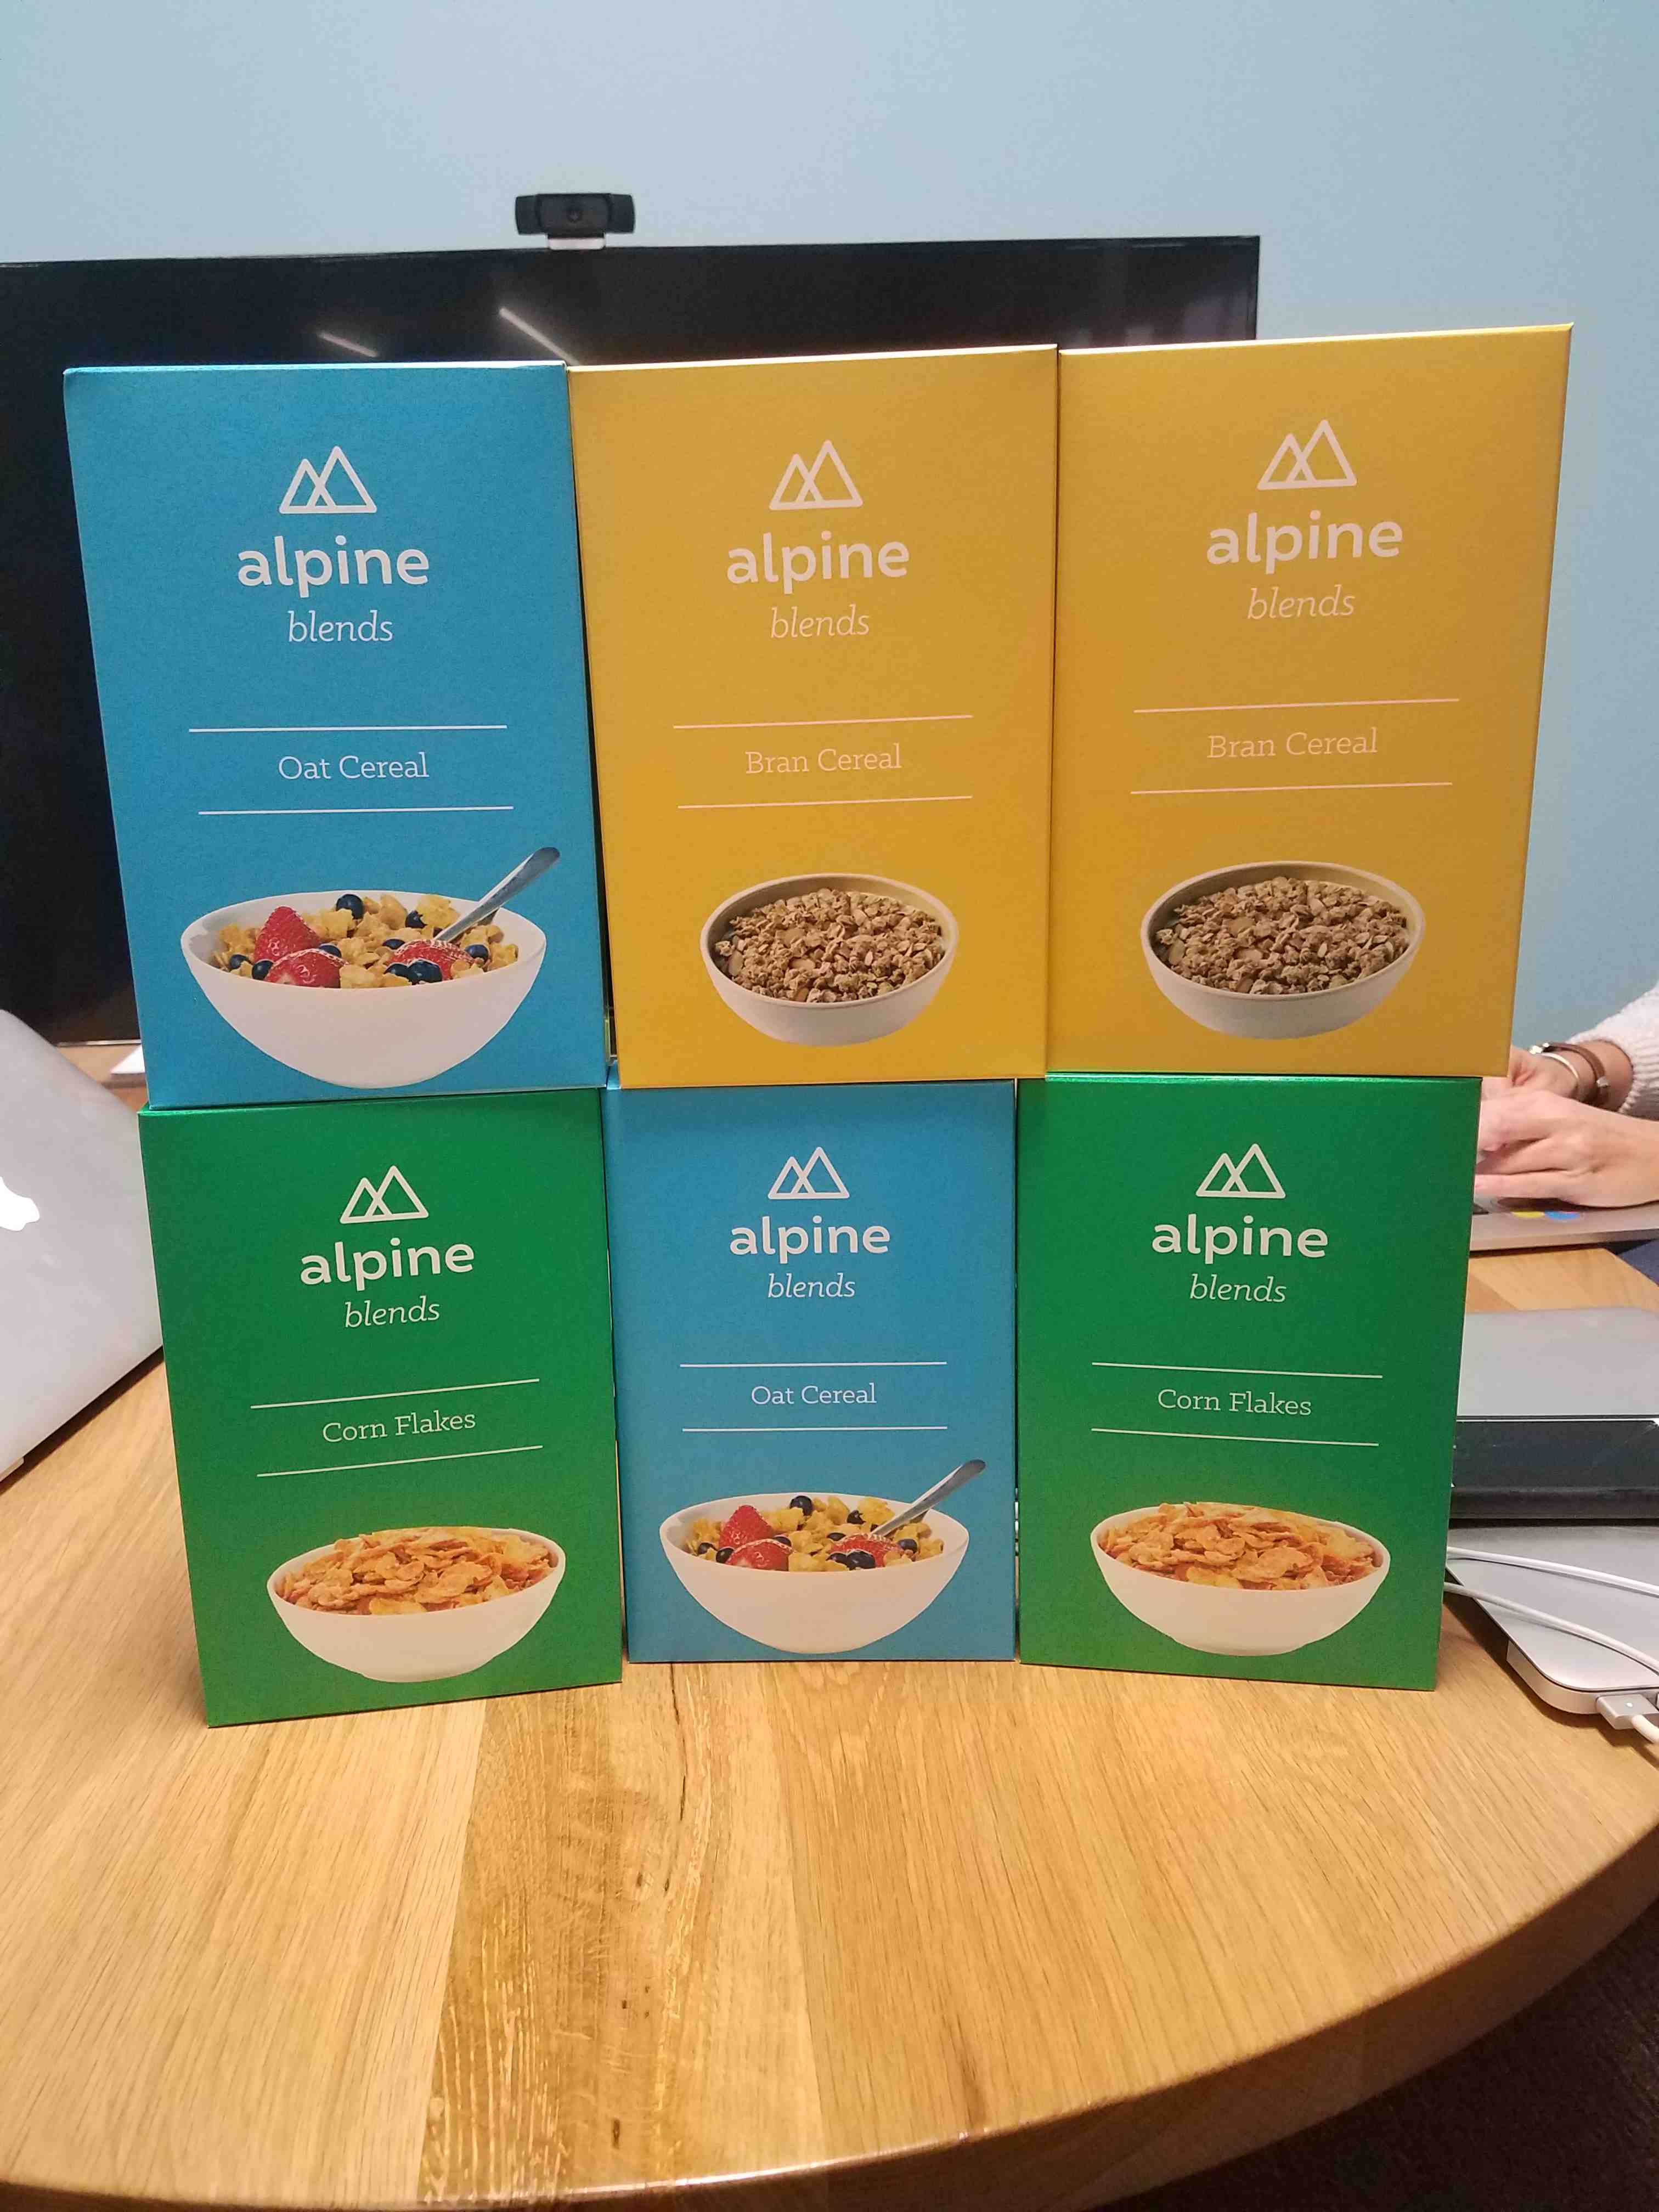 alpine
blends
Oat Cereal
alpine
blends
Bran Cereal
alpine
blends
Bran Cereal
alpine
blends
Corn Flakes
alpine
blends
Oat Cereal
alpine
blends
Corn Flakes